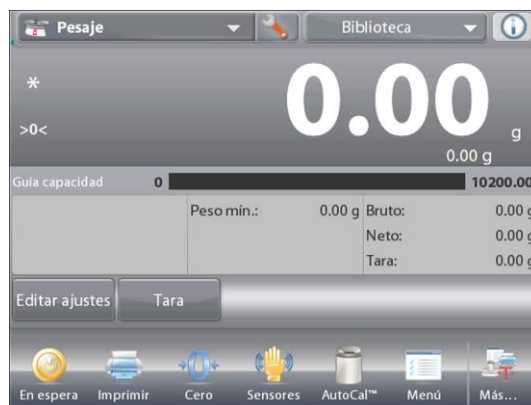 Pesaje Biblioteca
*
0.00 g
>0<
0.00 g
Guía capacidad 0 10200.00
Peso mín.: 0.00 g Bruto: 0.00 g
Neto: 0.00 g
Tara: 0.00 g
Editar ajustes Tara
En espera Imprimir Cero Sensores AutoCal™ Menú Más...